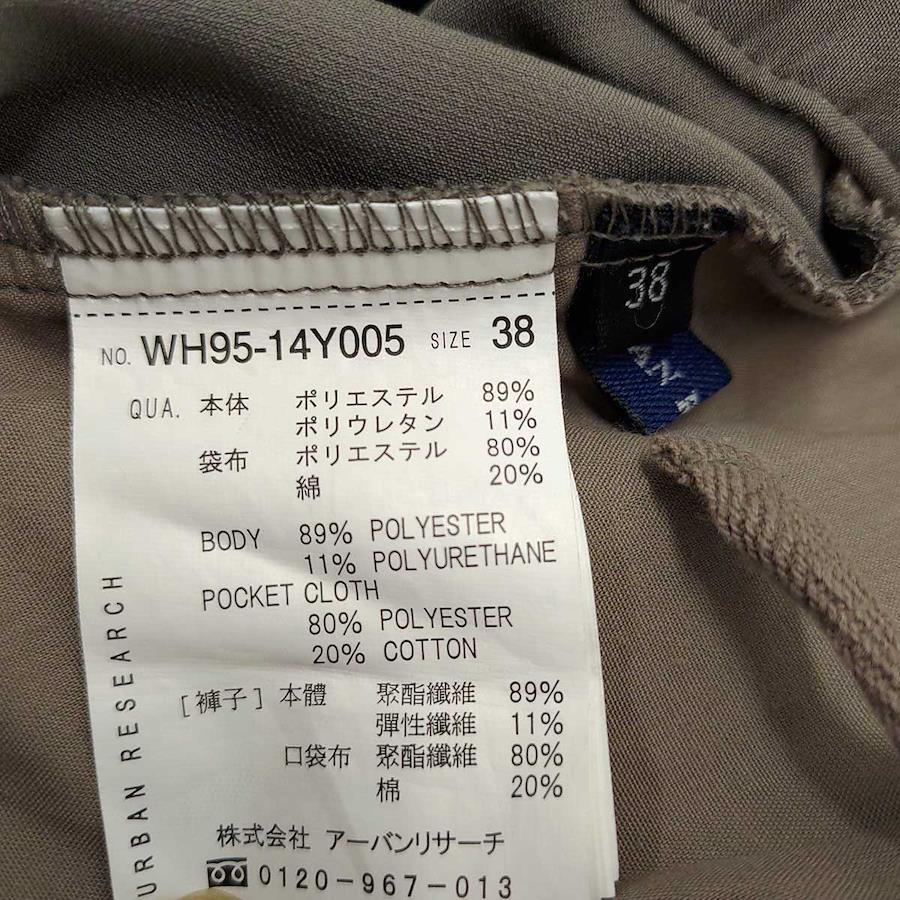 NO. WH95-14Y005 SIZE 38
QUA. 本体 ポリエステル 89%
ポリウレタン 11%
袋布 ポリエステル 80%
綿 20%
BODY 89% POLYESTER
11% POLYURETHANE
POCKET CLOTH
80% POLYESTER
20% COTTON
[褲子] 本體 聚酯纖維 89%
彈性纖維 11%
口袋布 聚酯纖維 80%
棉 20%
株式会社 アーバンリサーチ
0120-967-013
URBAN RESEARCH
38
AN